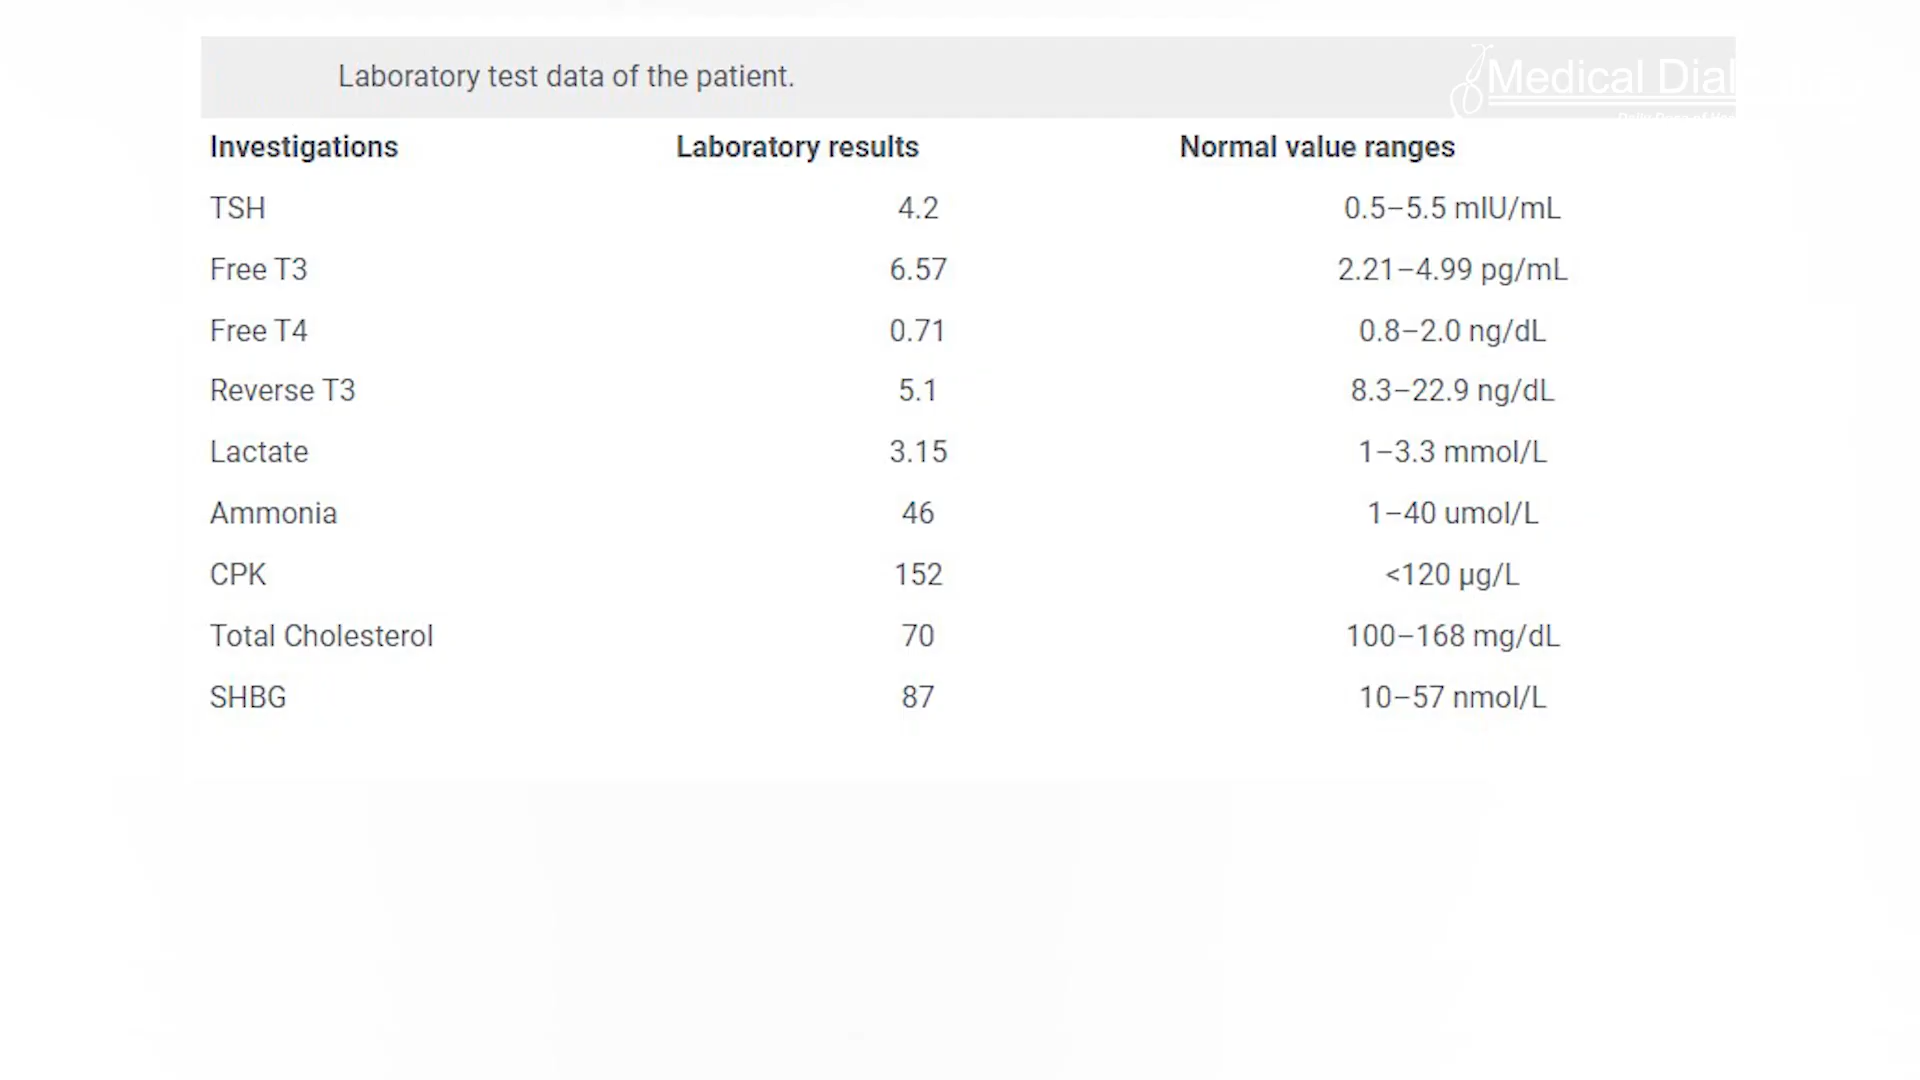 Laboratory test data of the patient.
Medical Dial
Investigations Laboratory results Normal value ranges
TSH 4.2 0.5–5.5 mIU/mL
Free T3 6.57 2.21–4.99 pg/mL
Free T4 0.71 0.8–2.0 ng/dL
Reverse T3 5.1 8.3–22.9 ng/dL
Lactate 3.15 1–3.3 mmol/L
Ammonia 46 1–40 umol/L
CPK 152 <120 µg/L
Total Cholesterol 70 100–168 mg/dL
SHBG 87 10–57 nmol/L